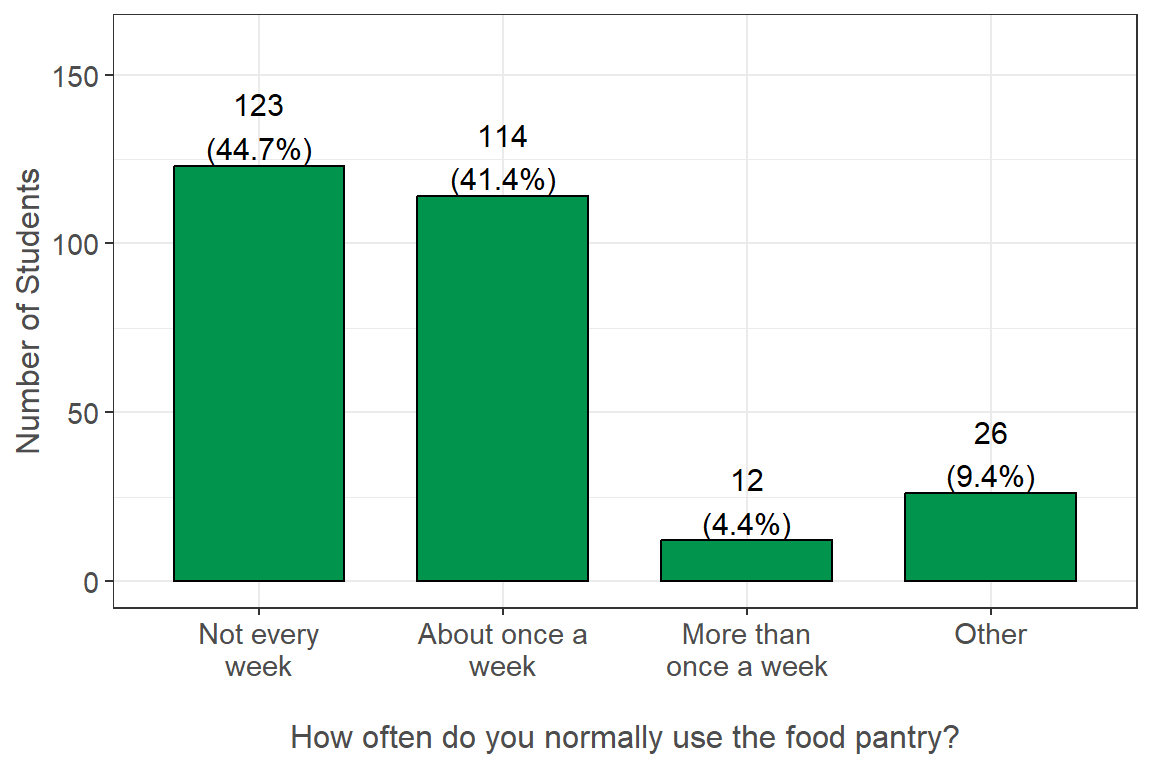 Number of Students
150
100
50
0
123
(44.7%)
114
(41.4%)
12
(4.4%)
26
(9.4%)
Not every
week
About once a
week
More than
once a week
Other
How often do you normally use the food pantry?